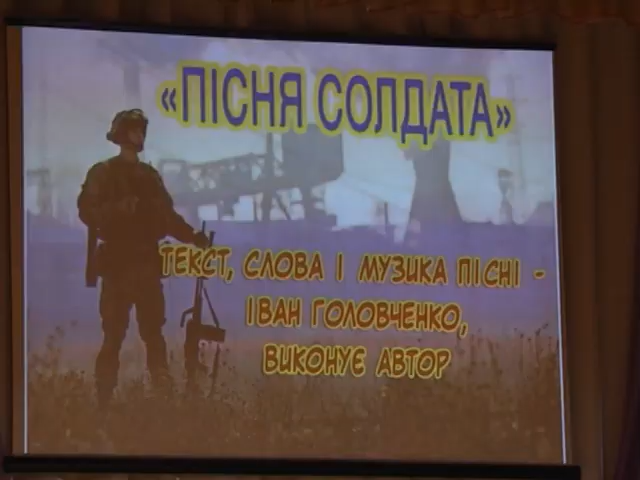 «ПІСНЯ СОЛДАТА»
ТЕКСТ, СЛОВА І МУЗИКА ПІСНІ -
ІВАН ГОЛОВЧЕНКО,
ВИКОНУЄ АВТОР